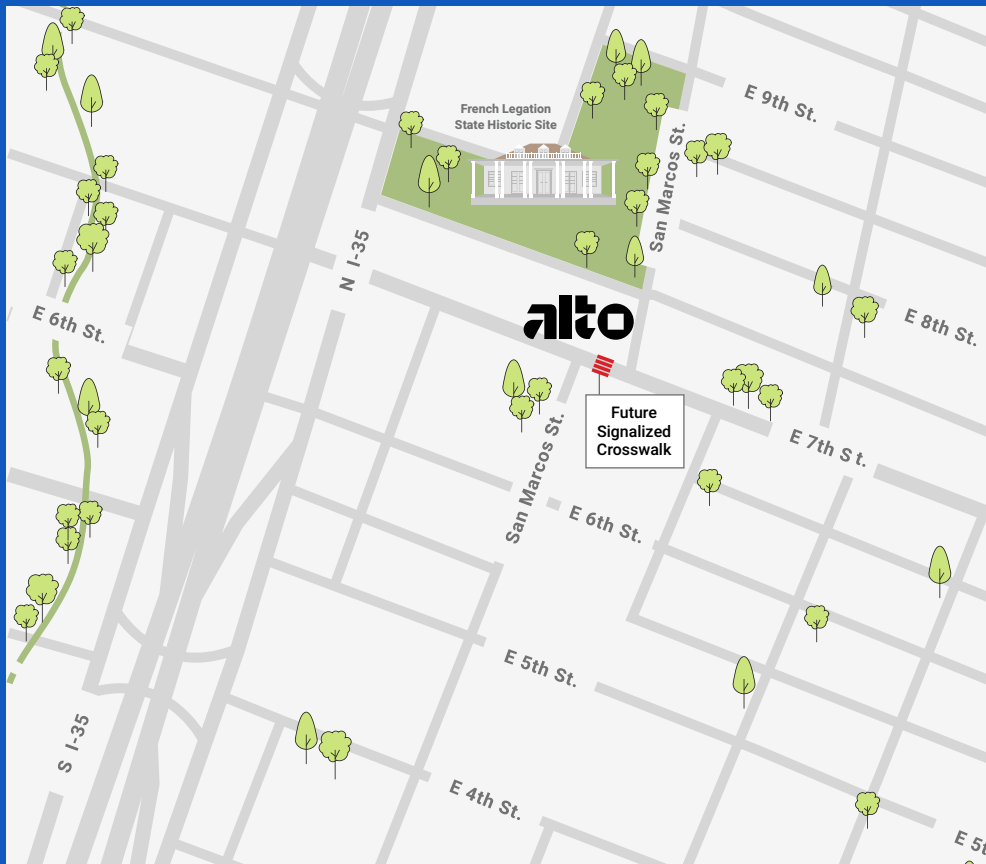 French Legation
State Historic Site
E 9th St.
San Marcos St.
N I-35
E 6th St.
alto
E 8th St.
Future
Signalized
Crosswalk
E 7th St.
San Marcos St.
E 6th St.
E 5th St.
S I-35
E 4th St.
E 5t